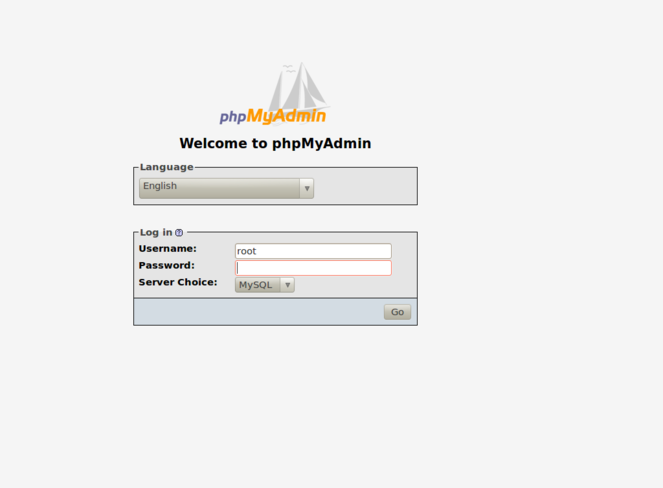 phpMyAdmin
Welcome to phpMyAdmin
Language
English
Log in
Username:
root
Password:
Server Choice:
MySQL
Go